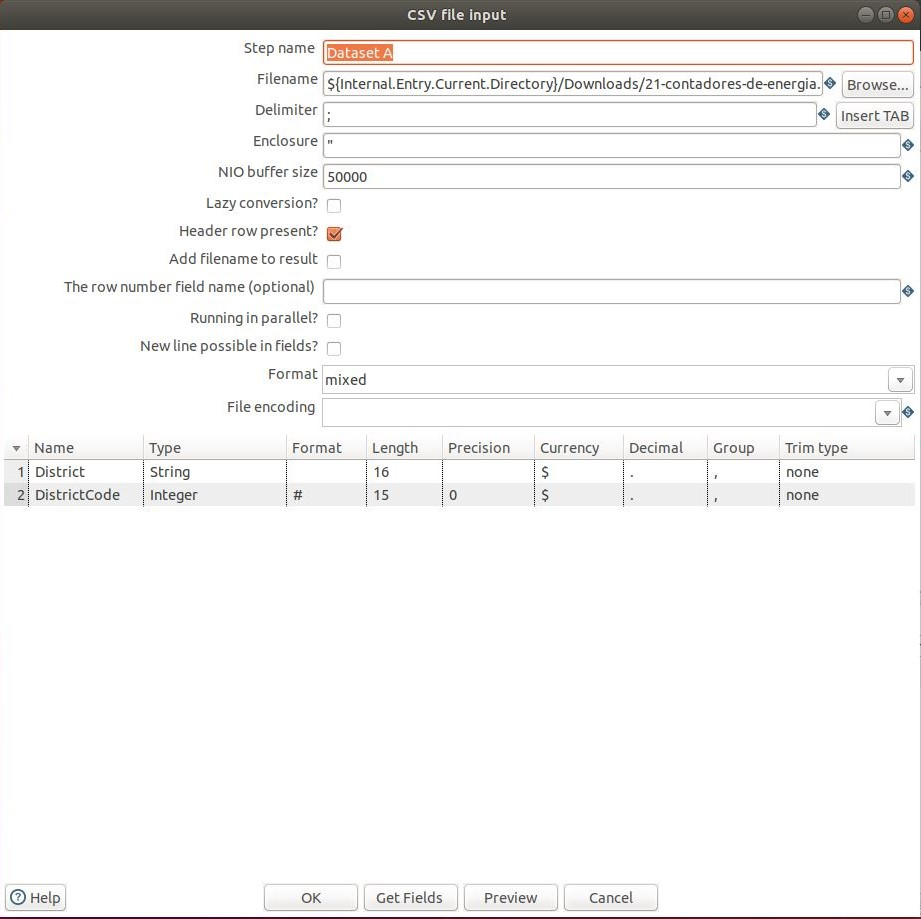 CSV file input
Step name Dataset A
Filename ${Internal.Entry.Current.Directory}/Downloads/21-contadores-de-energia. Browse...
Delimiter ; Insert TAB
Enclosure "
NIO buffer size 50000
Lazy conversion?
Header row present?
Add filename to result
The row number field name (optional)
Running in parallel?
New line possible in fields?
Format mixed
File encoding
Name Type Format Length Precision Currency Decimal Group Trim type
1 District String 16 $ . , none
2 DistrictCode Integer # 15 0 $ . , none
Help OK Get Fields Preview Cancel